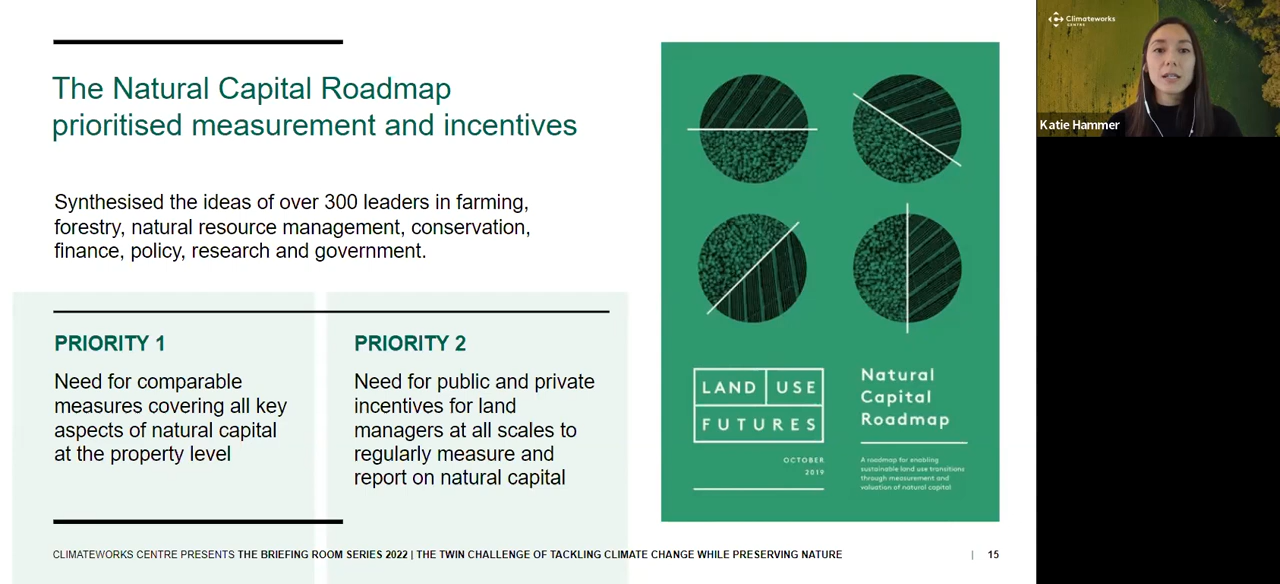 The Natural Capital Roadmap
prioritised measurement and incentives
Synthesised the ideas of over 300 leaders in farming,
forestry, natural resource management, conservation,
finance, policy, research and government.
PRIORITY 1
Need for comparable
measures covering all key
aspects of natural capital
at the property level
PRIORITY 2
Need for public and private
incentives for land
managers at all scales to
regularly measure and
report on natural capital
LAND USE
FUTURES
OCTOBER
2019
Natural
Capital
Roadmap
A roadmap for enabling
sustainable land use transitions
through measurement and
valuation of natural capital
CLIMATEWORKS CENTRE PRESENTS THE BRIEFING ROOM SERIES 2022 | THE TWIN CHALLENGE OF TACKLING CLIMATE CHANGE WHILE PRESERVING NATURE
| 15
Climateworks
CENTRE
Katie Hammer